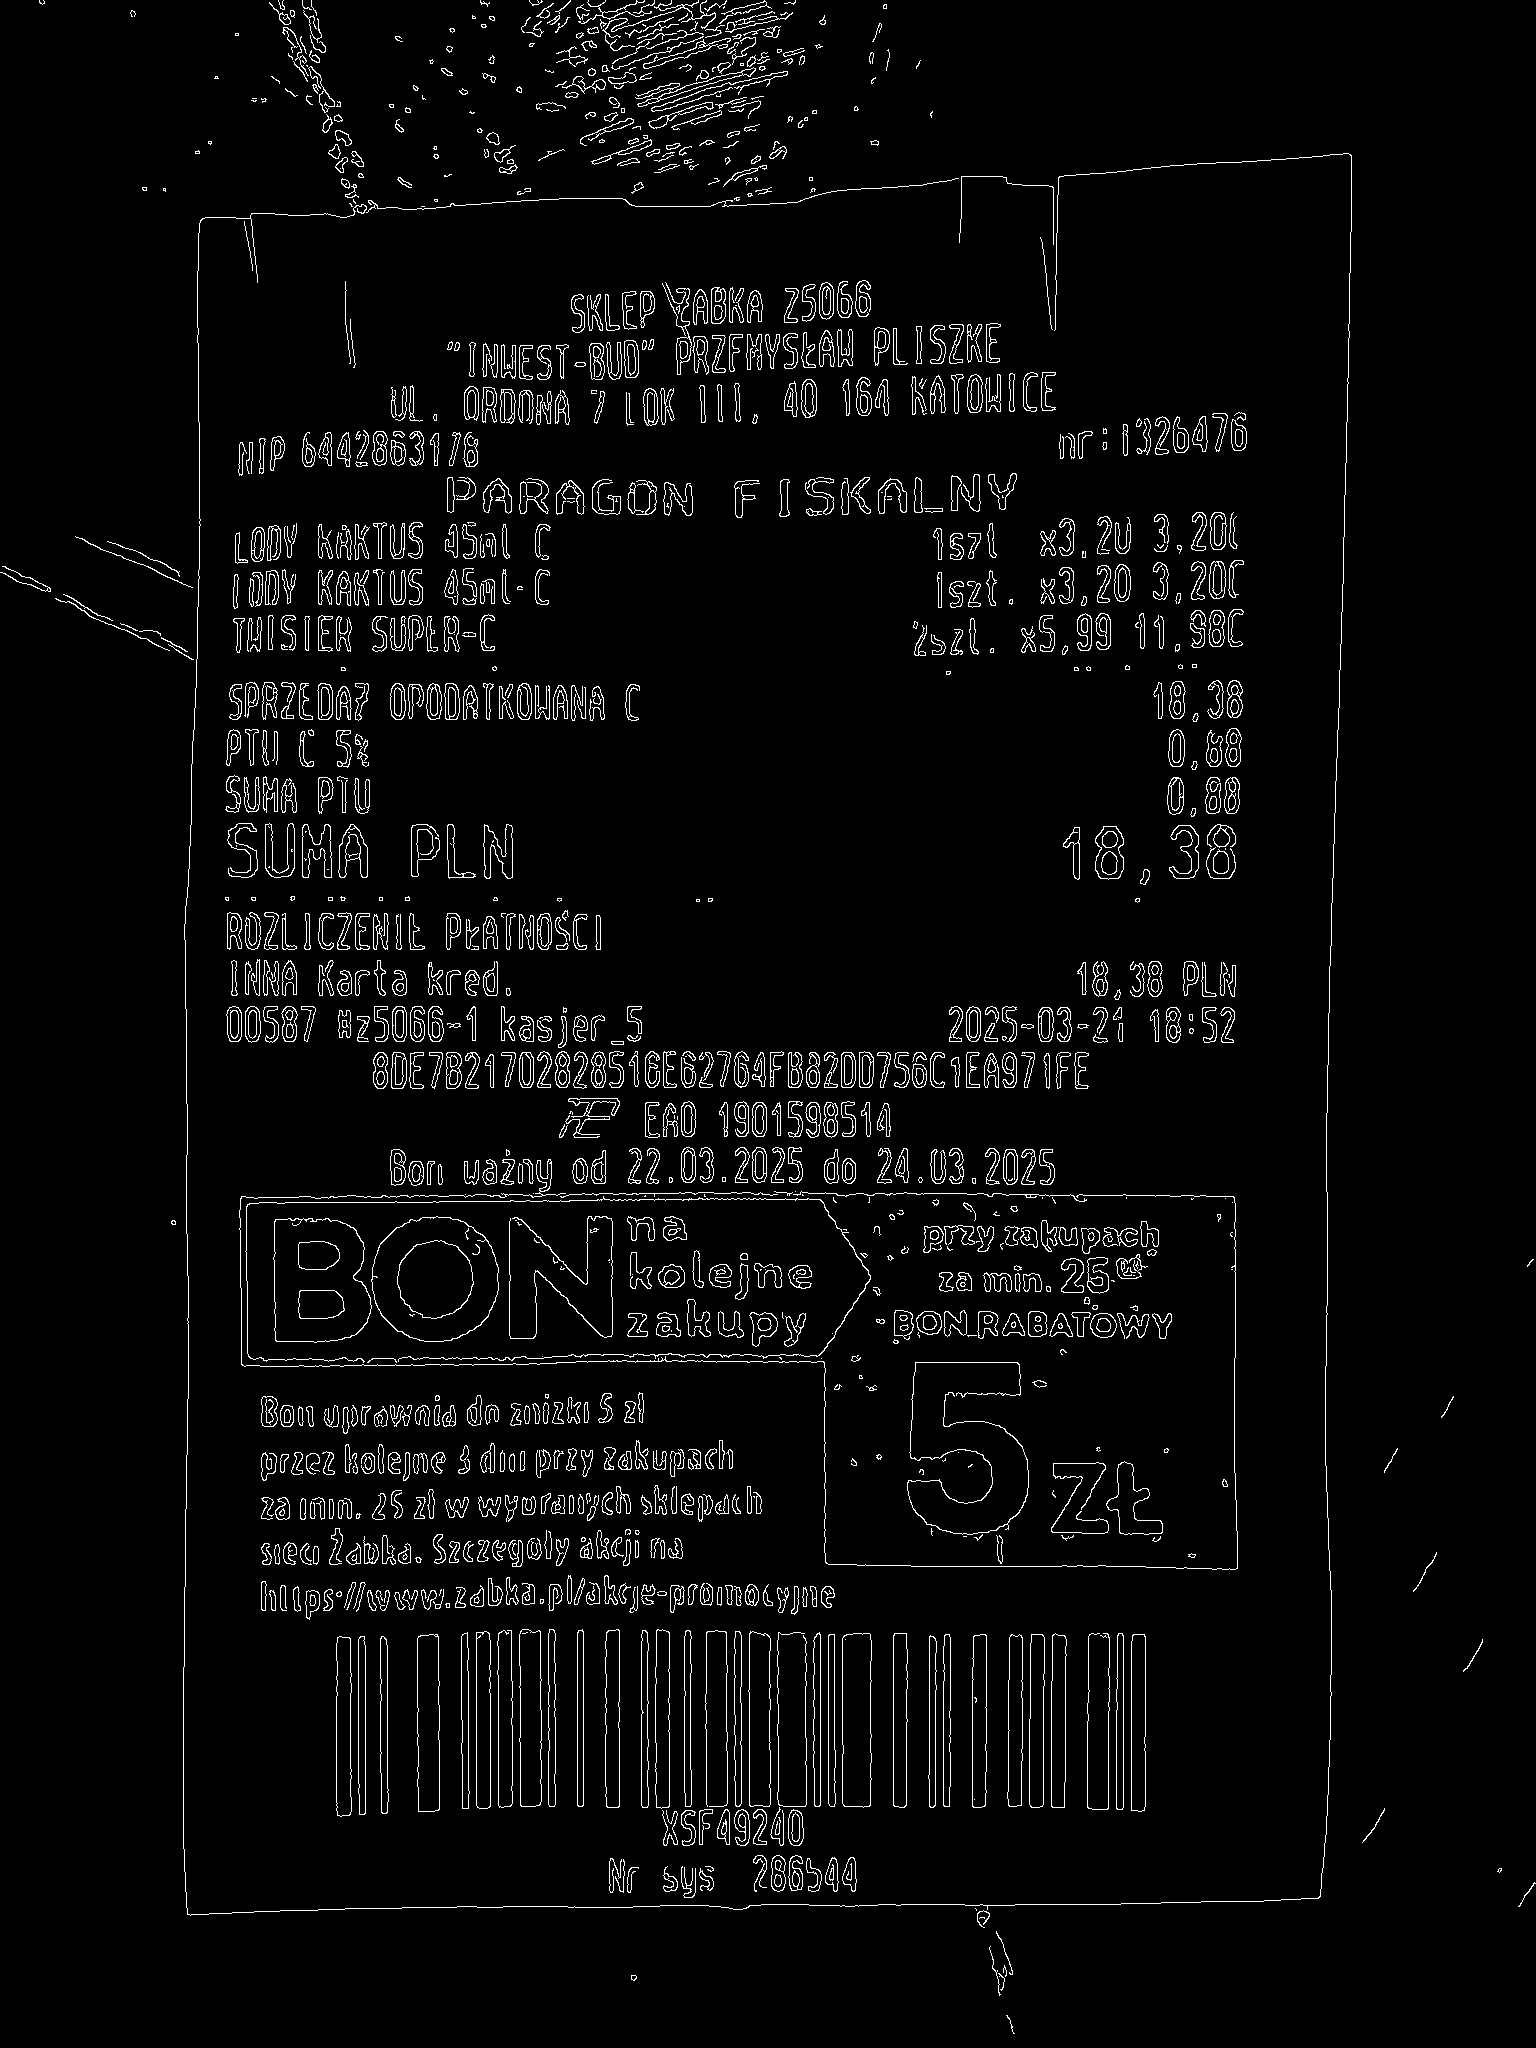 SKLEP ŻABKA Z5066
"INWEST-BUD" PRZEMYSŁAW PLISZKE
UL. ORDONA 7 LOK III, 40 164 KATOWICE
NIP 6442863178
nr:1326476
PARAGON FISKALNY
LODY KAKTUS 45ml C 1szt x3,20 3,20C
LODY KAKTUS 45ml-C 1szt. x3,20 3,20C
TWISTER SUPER-C 2szt. x5,99 11,98C
SPRZEDAŻ OPODATKOWANA C 18,38
PTU C 5% 0,88
SUMA PTU 0,88
SUMA PLN 18,38
ROZLICZENIE PŁATNOŚCI
INNA Karta kred. 18,38 PLN
00587 #z5066-1 kasjer_5 2025-03-21 18:52
8DE7B21702828516E62764FB82DD756C1EA971FE
EAO 1901598514
Bon ważny od 22.03.2025 do 24.03.2025
BON na kolejne zakupy
przy zakupach
za min. 25
BON RABATOWY
5 ZŁ
Bon uprawnia do zniżki 5 zł
przez kolejne 3 dni przy zakupach
za min. 25 zł w wybranych sklepach
sieci Żabka. Szczegóły akcji na
https://www.zabka.pl/akcje-promocyjne
XSF49240
Nr sys 286544